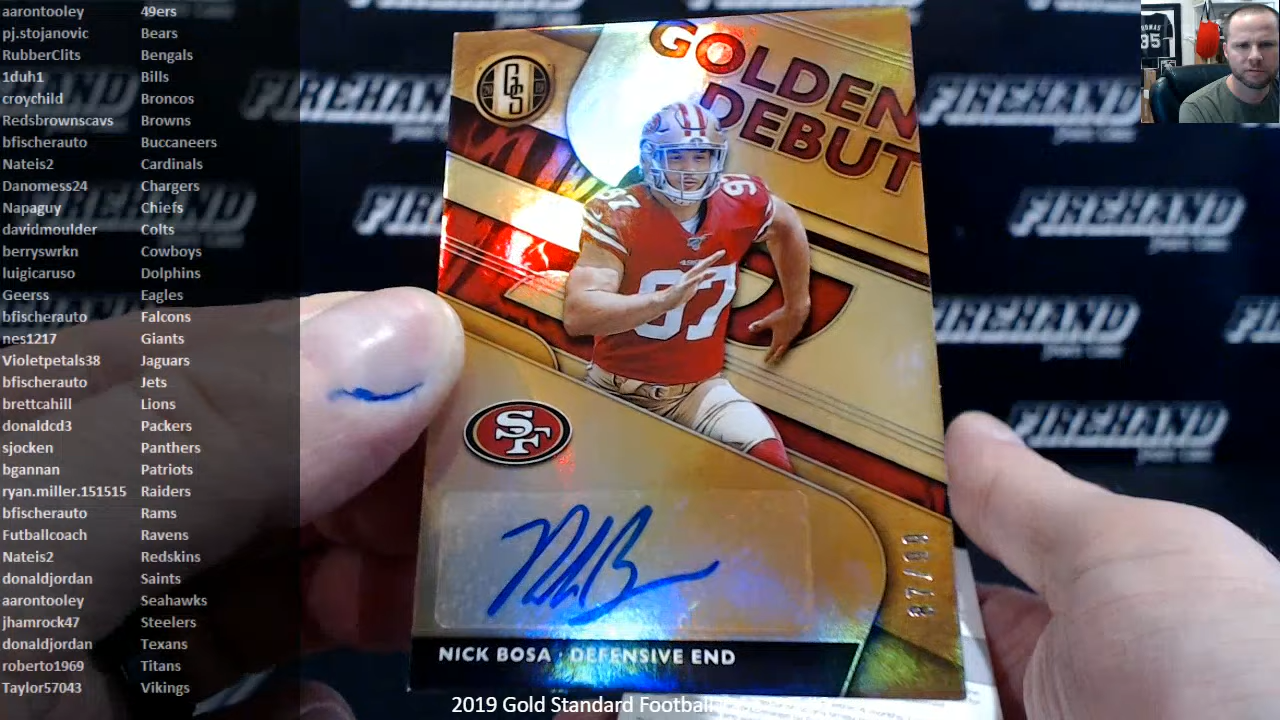 aarontooley 49ers
pj.stojanovic Bears
RubberClits Bengals
1duh1 Bills
croychild Broncos
Redsbrownscavs Browns
bfischerauto Buccaneers
Nateis2 Cardinals
Danomess24 Chargers
Napaguy Chiefs
davidmoulder Colts
berryswrkn Cowboys
luigicaruso Dolphins
Geerss Eagles
bfischerauto Falcons
nes1217 Giants
Violetpetals38 Jaguars
bfischerauto Jets
brettcahill Lions
donaldcd3 Packers
sjocken Panthers
bgannan Patriots
ryan.miller.151515 Raiders
bfischerauto Rams
Futballcoach Ravens
Nateis2 Redskins
donaldjordan Saints
aarontooley Seahawks
jhamrock47 Steelers
donaldjordan Texans
roberto1969 Titans
Taylor57043 Vikings
GOLDEN
DEBUT
GS
97
97
97
SF
NICK BOSA · DEFENSIVE END
FIREHAND
FIREHAND
FIREHAND
FIREHAND
FIREHAND
FIREHAND
85
2019 Gold Standard Football